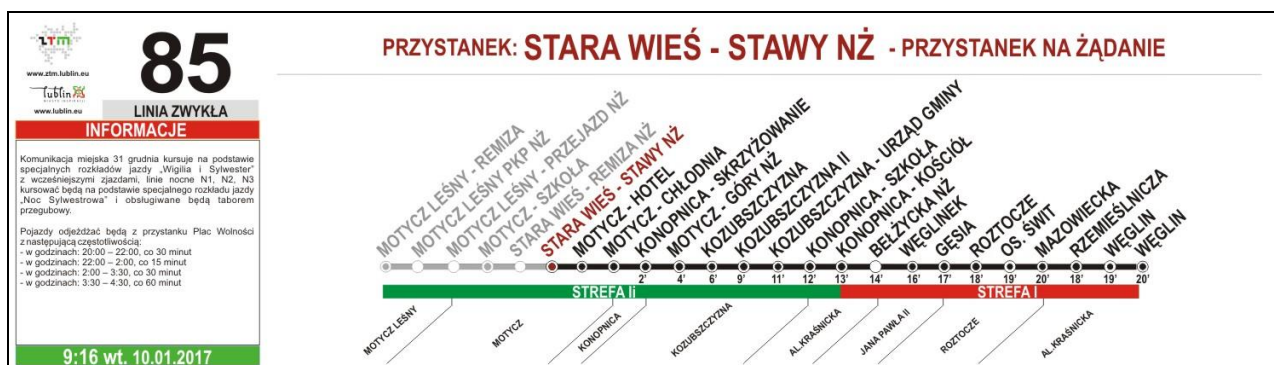 ztm
www.ztm.lublin.eu
lublin
www.lublin.eu
85
LINIA ZWYKŁA
PRZYSTANEK: STARA WIEŚ - STAWY NŻ - PRZYSTANEK NA ŻĄDANIE
INFORMACJE
Komunikacja miejska 31 grudnia kursuje na podstawie
specjalnych rozkładów jazdy „Wigilia i Sylwester"
z wcześniejszymi zjazdami, linie nocne N1, N2, N3
kursować będą na podstawie specjalnego rozkładu jazdy
„Noc Sylwestrowa" i obsługiwane będą taborem
przegubowym.
Pojazdy odjeżdżać będą z przystanku Plac Wolności
z następującą częstotliwością:
- w godzinach: 20:00 – 22:00, co 30 minut
- w godzinach: 22:00 – 2:00, co 15 minut
- w godzinach: 2:00 – 3:30, co 30 minut
- w godzinach: 3:30 – 4:30, co 60 minut
9:16 wt. 10.01.2017
MOTYCZ LEŚNY - REMIZA
MOTYCZ LEŚNY PKP NŻ
MOTYCZ LEŚNY - PRZEJAZD NŻ
MOTYCZ - SZKOŁA
STARA WIEŚ - REMIZA NŻ
STARA WIEŚ - STAWY NŻ
MOTYCZ - HOTEL
MOTYCZ - CHŁODNIA
KONOPNICA - SKRZYŻOWANIE
MOTYCZ - GÓRY NŻ
KOZUBSZCZYZNA
KOZUBSZCZYZNA II
KOZUBSZCZYZNA - URZĄD GMINY
KONOPNICA - SZKOŁA
KONOPNICA - KOŚCIÓŁ
BEŁŻYCKA NŻ
WĘGLINEK
GĘSIA
ROZTOCZE
OS. ŚWIT
MAZOWIECKA
RZEMIEŚLNICZA
WĘGLIN
WĘGLIN
2' 4' 6' 9' 11' 12' 13' 14' 16' 17' 18' 19' 20' 18' 19' 20'
STREFA Ii
STREFA I
MOTYCZ LEŚNY
MOTYCZ
KONOPNICA
KOZUBSZCZYZNA
AL.KRAŚNICKA
JANA PAWŁA II
ROZTOCZE
AL.KRAŚNICKA